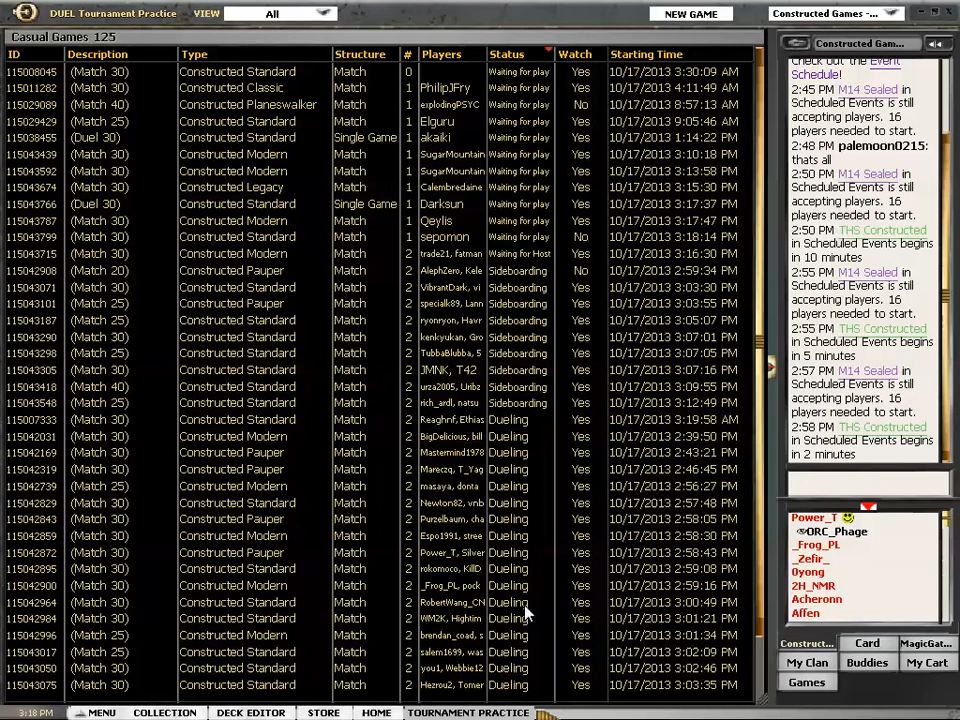 DUEL Tournament Practice VIEW All NEW GAME Constructed Games -...
Casual Games 125
ID Description Type Structure # Players Status Watch Starting Time
115008045 (Match 30) Constructed Standard Match 0 Waiting for play Yes 10/17/2013 3:30:09 AM
115011282 (Match 30) Constructed Classic Match 1 PhilipJFry Waiting for play Yes 10/17/2013 4:11:49 AM
115029089 (Match 40) Constructed Planeswalker Match 1 explodingPSYC Waiting for play No 10/17/2013 8:57:13 AM
115029429 (Match 25) Constructed Standard Match 1 Elguru Waiting for play Yes 10/17/2013 9:05:46 AM
115038455 (Duel 30) Constructed Standard Single Game 1 akaiki Waiting for play Yes 10/17/2013 1:14:22 PM
115043439 (Match 30) Constructed Modern Match 1 SugarMountain Waiting for play Yes 10/17/2013 3:10:18 PM
115043592 (Match 30) Constructed Modern Match 1 SugarMountain Waiting for play Yes 10/17/2013 3:13:58 PM
115043674 (Match 30) Constructed Legacy Match 1 Calembredaine Waiting for play Yes 10/17/2013 3:15:30 PM
115043766 (Duel 30) Constructed Standard Single Game 1 Darksun Waiting for play Yes 10/17/2013 3:17:37 PM
115043787 (Match 30) Constructed Modern Match 1 Qeylis Waiting for play Yes 10/17/2013 3:17:47 PM
115043799 (Match 30) Constructed Standard Match 1 sepomon Waiting for play No 10/17/2013 3:18:14 PM
115043715 (Match 30) Constructed Modern Match 2 trade21, fatman Waiting for Host Yes 10/17/2013 3:16:30 PM
115042908 (Match 20) Constructed Pauper Match 2 AlephZero, Kele Sideboarding No 10/17/2013 2:59:34 PM
115043071 (Match 30) Constructed Standard Match 2 VibrantDark, vi Sideboarding Yes 10/17/2013 3:03:30 PM
115043101 (Match 25) Constructed Pauper Match 2 specialk89, Lann Sideboarding Yes 10/17/2013 3:03:55 PM
115043187 (Match 30) Constructed Standard Match 2 ryonryon, Havr Sideboarding Yes 10/17/2013 3:05:07 PM
115043290 (Match 30) Constructed Standard Match 2 kenkyukan, Gro Sideboarding Yes 10/17/2013 3:07:01 PM
115043298 (Match 25) Constructed Standard Match 2 TubbaBlubba, 5 Sideboarding Yes 10/17/2013 3:07:05 PM
115043305 (Match 30) Constructed Standard Match 2 JMNK, T42 Sideboarding Yes 10/17/2013 3:07:16 PM
115043418 (Match 40) Constructed Standard Match 2 urza2005, Uribz Sideboarding Yes 10/17/2013 3:09:55 PM
115043548 (Match 25) Constructed Standard Match 2 rich_ardl, natsu Sideboarding Yes 10/17/2013 3:12:49 PM
115007333 (Match 30) Constructed Standard Match 2 Reaghnf, Ethias Dueling Yes 10/17/2013 3:19:58 AM
115042031 (Match 30) Constructed Modern Match 2 BigDelicious, bill Dueling Yes 10/17/2013 2:39:50 PM
115042169 (Match 30) Constructed Pauper Match 2 Mastermind1978 Dueling Yes 10/17/2013 2:43:21 PM
115042319 (Match 30) Constructed Pauper Match 2 Mareczq, T_Yag Dueling Yes 10/17/2013 2:46:45 PM
115042739 (Match 25) Constructed Modern Match 2 masaya, donta Dueling Yes 10/17/2013 2:56:27 PM
115042829 (Match 30) Constructed Standard Match 2 Newton82, vnb Dueling Yes 10/17/2013 2:57:48 PM
115042843 (Match 30) Constructed Pauper Match 2 Purzelbaum, cha Dueling Yes 10/17/2013 2:58:05 PM
115042859 (Match 30) Constructed Modern Match 2 Espo1991, stree Dueling Yes 10/17/2013 2:58:30 PM
115042872 (Match 30) Constructed Pauper Match 2 Power_T, Silver Dueling Yes 10/17/2013 2:58:43 PM
115042895 (Match 30) Constructed Standard Match 2 rokomoco, KillD Dueling Yes 10/17/2013 2:59:08 PM
115042900 (Match 30) Constructed Modern Match 2 _Frog_PL, pock Dueling Yes 10/17/2013 2:59:16 PM
115042964 (Match 30) Constructed Standard Match 2 RobertWang_CN Dueling Yes 10/17/2013 3:00:49 PM
115042984 (Match 30) Constructed Standard Match 2 WM2K, Hightim Dueling Yes 10/17/2013 3:01:21 PM
115042996 (Match 25) Constructed Modern Match 2 brendan_coad, s Dueling Yes 10/17/2013 3:01:34 PM
115043017 (Match 25) Constructed Standard Match 2 salem1699, was Dueling Yes 10/17/2013 3:02:09 PM
115043050 (Match 30) Constructed Standard Match 2 you1, Webbie12 Dueling Yes 10/17/2013 3:02:46 PM
115043075 (Match 30) Constructed Standard Match 2 Hezrou2, Tomer Dueling Yes 10/17/2013 3:03:35 PM
Constructed Gam...
Check out the Event
Schedule!
2:45 PM M14 Sealed in
Scheduled Events is still
accepting players. 16
players needed to start.
2:48 PM palemoon0215:
thats all
2:50 PM M14 Sealed in
Scheduled Events is still
accepting players. 16
players needed to start.
2:50 PM THS Constructed
in Scheduled Events begins
in 10 minutes
2:55 PM M14 Sealed in
Scheduled Events is still
accepting players. 16
players needed to start.
2:55 PM THS Constructed
in Scheduled Events begins
in 5 minutes
2:57 PM M14 Sealed in
Scheduled Events is still
accepting players. 16
players needed to start.
2:58 PM THS Constructed
in Scheduled Events begins
in 2 minutes
Power_T
ORC_Phage
_Frog_PL
_Zefir_
0yong
2H_NMR
Acheronn
Affen
Construct... Card MagicGat...
My Clan Buddies My Cart
Games
3:18 PM MENU COLLECTION DECK EDITOR STORE HOME TOURNAMENT PRACTICE